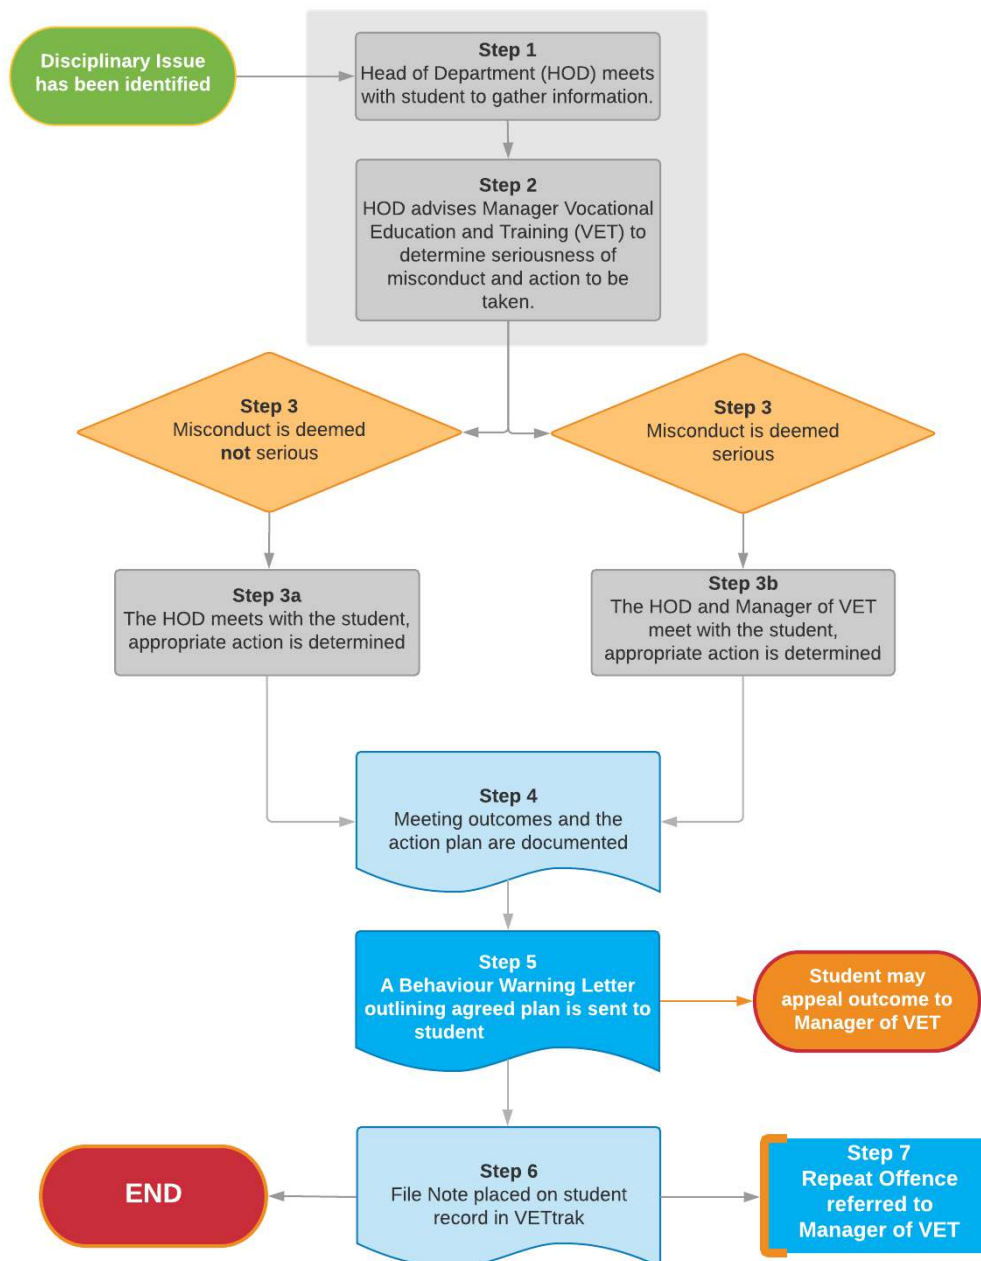 Disciplinary Issue
has been identified
Step 1
Head of Department (HOD) meets
with student to gather information.
Step 2
HOD advises Manager Vocational
Education and Training (VET) to
determine seriousness of
misconduct and action to be
taken.
Step 3
Misconduct is deemed
not serious
Step 3
Misconduct is deemed
serious
Step 3a
The HOD meets with the student,
appropriate action is determined
Step 3b
The HOD and Manager of VET
meet with the student,
appropriate action is determined
Step 4
Meeting outcomes and the
action plan are documented
Step 5
A Behaviour Warning Letter
outlining agreed plan is sent to
student
Student may
appeal outcome to
Manager of VET
END
Step 6
File Note placed on student
record in VETtrak
Step 7
Repeat Offence
referred to
Manager of VET